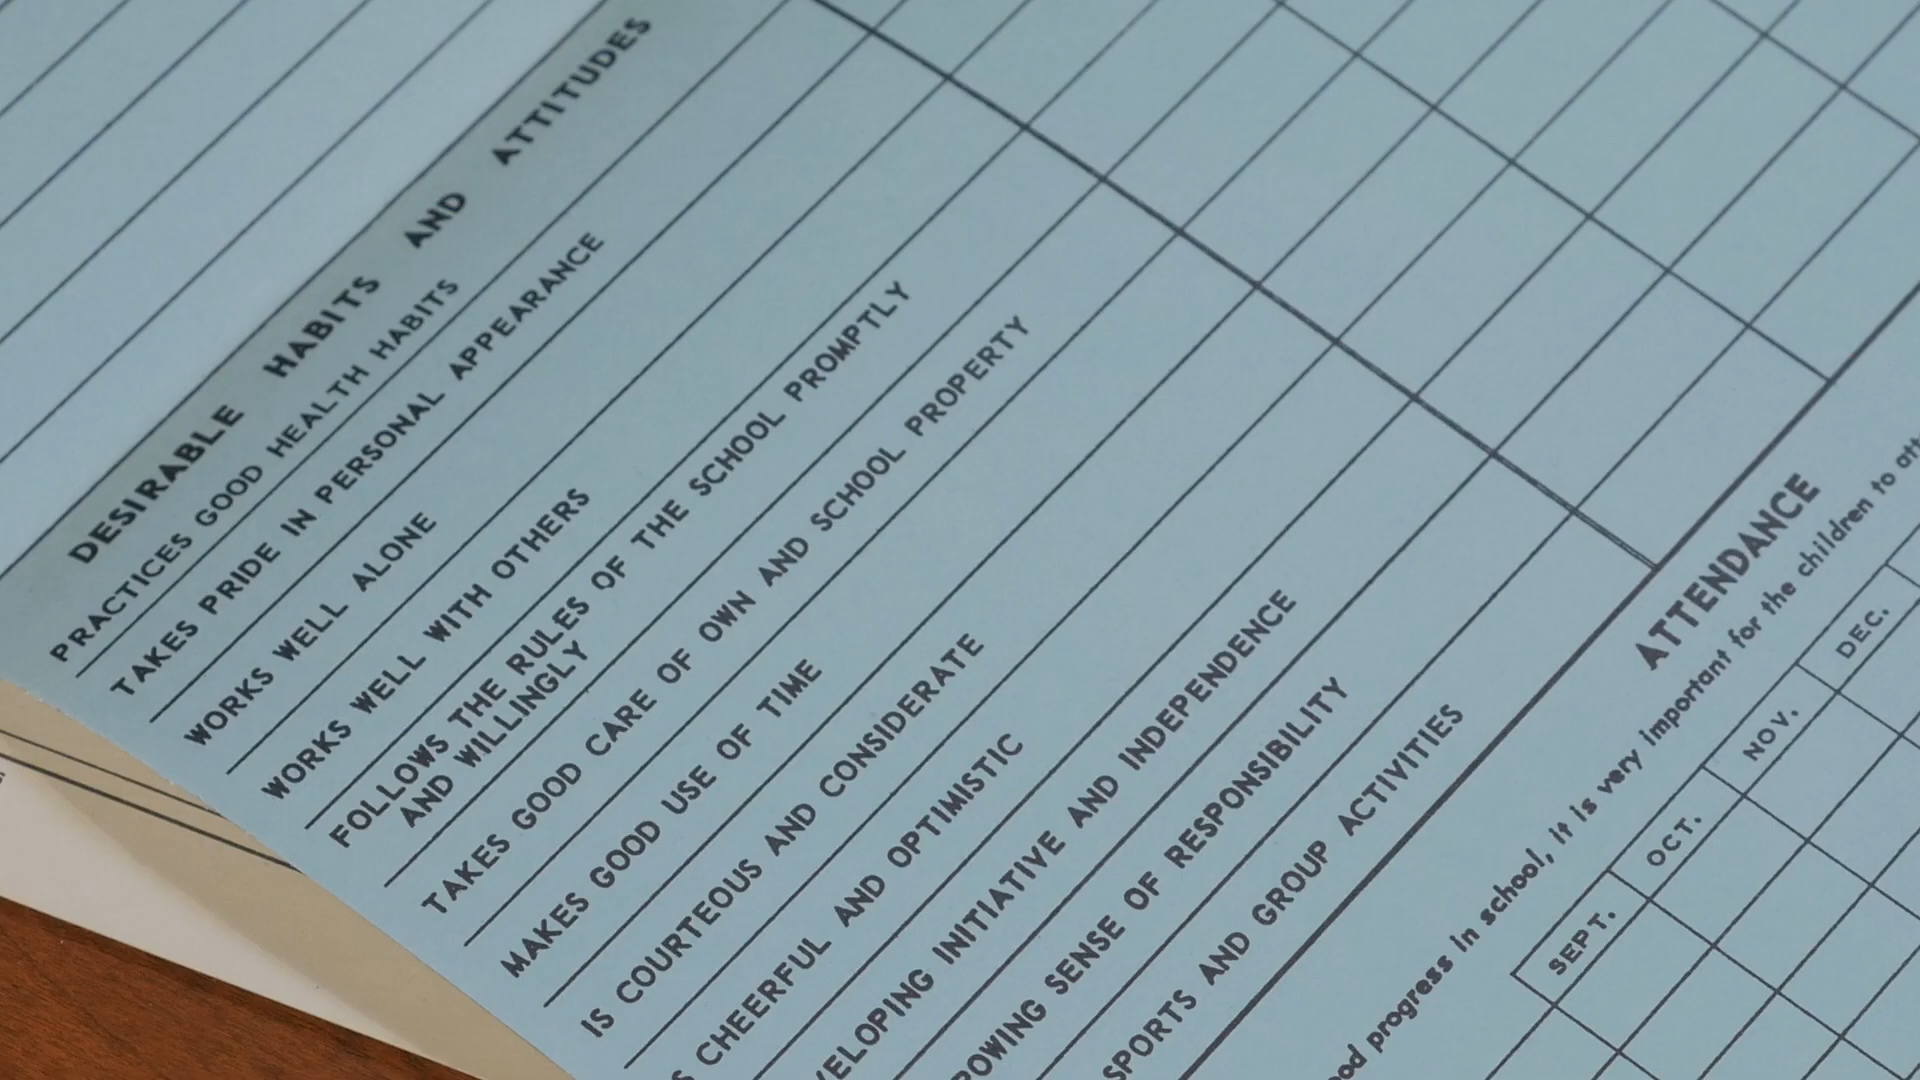 DESIRABLE HABITS AND ATTITUDES
PRACTICES GOOD HEALTH HABITS
TAKES PRIDE IN PERSONAL APPEARANCE
WORKS WELL ALONE
WORKS WELL WITH OTHERS
FOLLOWS THE RULES OF THE SCHOOL PROMPTLY
AND WILLINGLY
TAKES GOOD CARE OF OWN AND SCHOOL PROPERTY
MAKES GOOD USE OF TIME
IS COURTEOUS AND CONSIDERATE
CHEERFUL AND OPTIMISTIC
INITIATIVE AND INDEPENDENCE
SENSE OF RESPONSIBILITY
SPORTS AND GROUP ACTIVITIES
ATTENDANCE
progress in school, it is very important for the children to
SEPT. OCT. NOV. DEC.